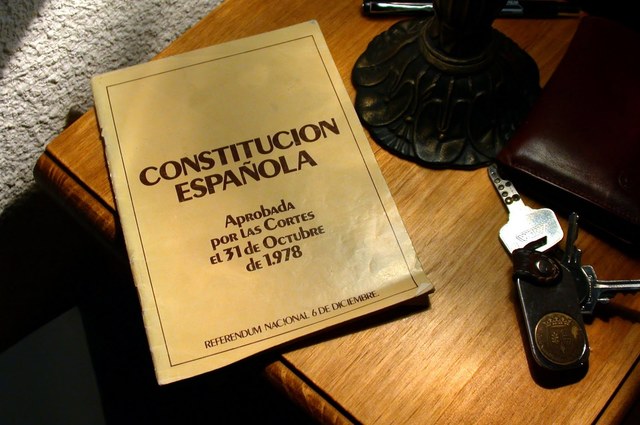 CONSTITUCION
ESPAÑOLA
Aprobada
por las Cortes
el 31 de Octubre
de 1.978
REFERENDUM NACIONAL 6 DE DICIEMBRE.